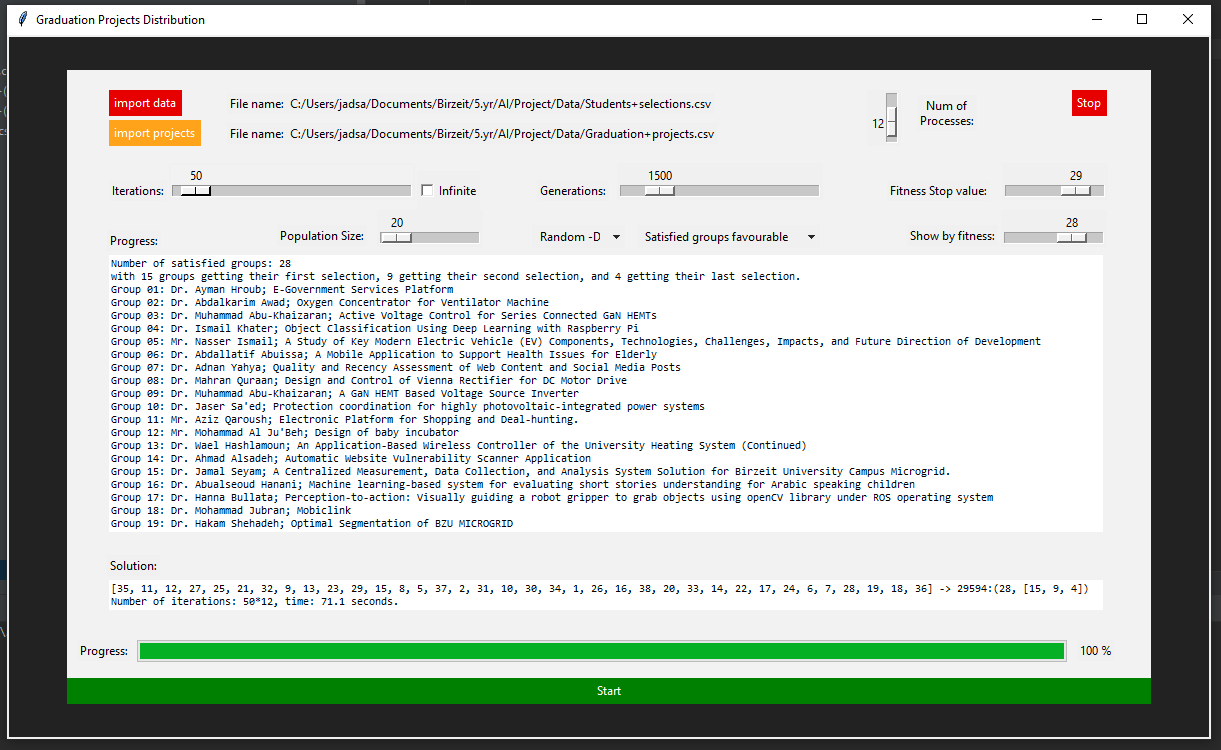 Graduation Projects Distribution
import data
File name: C:/Users/jadsa/Documents/Birzeit/5.yr/AI/Project/Data/Students+selections.csv
12
Num of
Processes:
Stop
import projects
File name: C:/Users/jadsa/Documents/Birzeit/5.yr/AI/Project/Data/Graduation+projects.csv
50
1500
29
Iterations:
Infinite
Generations:
Fitness Stop value:
20
28
Progress:
Population Size:
Random -D
Satisfied groups favourable
Show by fitness:
Number of satisfied groups: 28
with 15 groups getting their first selection, 9 getting their second selection, and 4 getting their last selection.
Group 01: Dr. Ayman Hroub; E-Government Services Platform
Group 02: Dr. Abdalkarim Awad; Oxygen Concentrator for Ventilator Machine
Group 03: Dr. Muhammad Abu-Khaizaran; Active Voltage Control for Series Connected GaN HEMTs
Group 04: Dr. Ismail Khater; Object Classification Using Deep Learning with Raspberry Pi
Group 05: Mr. Nasser Ismail; A Study of Key Modern Electric Vehicle (EV) Components, Technologies, Challenges, Impacts, and Future Direction of Development
Group 06: Dr. Abdallatif Abuissa; A Mobile Application to Support Health Issues for Elderly
Group 07: Dr. Adnan Yahya; Quality and Recency Assessment of Web Content and Social Media Posts
Group 08: Dr. Mahran Quraan; Design and Control of Vienna Rectifier for DC Motor Drive
Group 09: Dr. Muhammad Abu-Khaizaran; A GaN HEMT Based Voltage Source Inverter
Group 10: Dr. Jaser Sa'ed; Protection coordination for highly photovoltaic-integrated power systems
Group 11: Mr. Aziz Qaroush; Electronic Platform for Shopping and Deal-hunting.
Group 12: Mr. Mohammad Al Ju'Beh; Design of baby incubator
Group 13: Dr. Wael Hashlamoun; An Application-Based Wireless Controller of the University Heating System (Continued)
Group 14: Dr. Ahmad Alsadeh; Automatic Website Vulnerability Scanner Application
Group 15: Dr. Jamal Seyam; A Centralized Measurement, Data Collection, and Analysis System Solution for Birzeit University Campus Microgrid.
Group 16: Dr. Abualseoud Hanani; Machine learning-based system for evaluating short stories understanding for Arabic speaking children
Group 17: Dr. Hanna Bullata; Perception-to-action: Visually guiding a robot gripper to grab objects using openCV library under ROS operating system
Group 18: Dr. Mohammad Jubran; Mobiclink
Group 19: Dr. Hakam Shehadeh; Optimal Segmentation of BZU MICROGRID
Solution:
[35, 11, 12, 27, 25, 21, 32, 9, 13, 23, 29, 15, 8, 5, 37, 2, 31, 10, 30, 34, 1, 26, 16, 38, 20, 33, 14, 22, 17, 24, 6, 7, 28, 19, 18, 36] -> 29594:(28, [15, 9, 4])
Number of iterations: 50*12, time: 71.1 seconds.
Progress:
100 %
Start